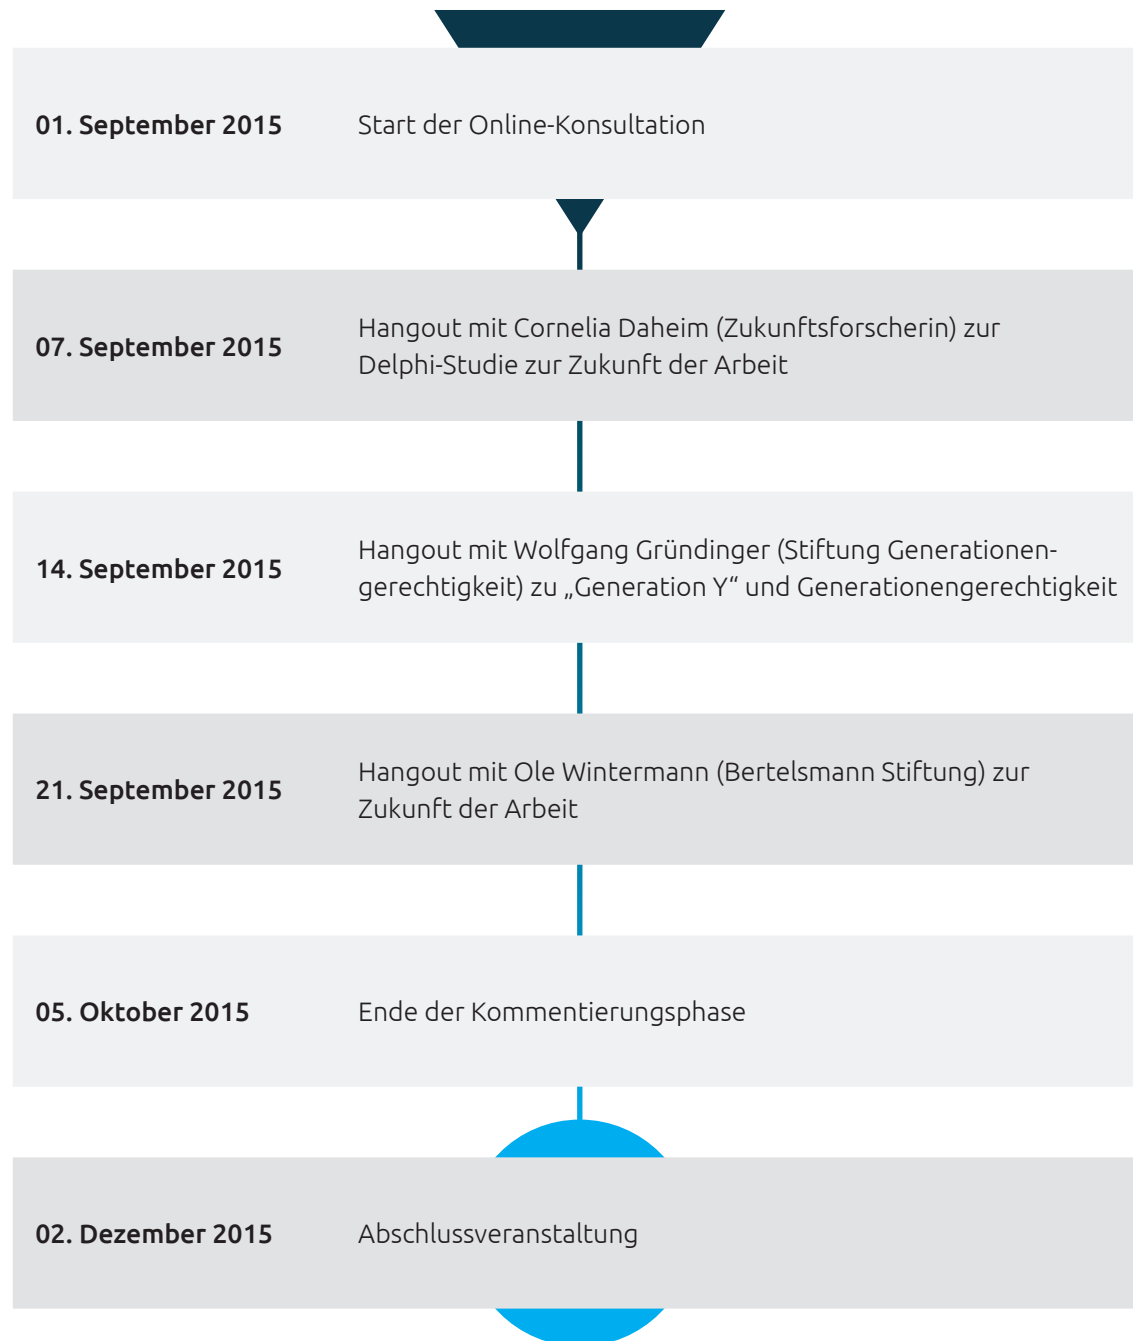 01. September 2015
Start der Online-Konsultation
07. September 2015
Hangout mit Cornelia Daheim (Zukunftsforscherin) zur
Delphi-Studie zur Zukunft der Arbeit
14. September 2015
Hangout mit Wolfgang Gründinger (Stiftung Generationen-
gerechtigkeit) zu „Generation Y“ und Generationengerechtigkeit
21. September 2015
Hangout mit Ole Wintermann (Bertelsmann Stiftung) zur
Zukunft der Arbeit
05. Oktober 2015
Ende der Kommentierungsphase
02. Dezember 2015
Abschlussveranstaltung